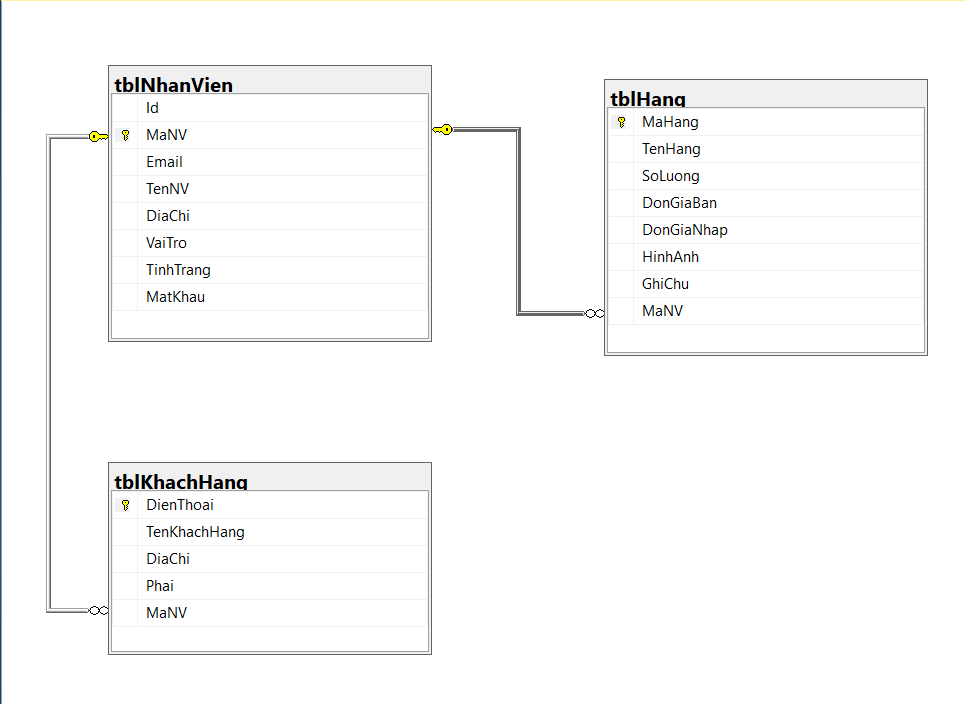 tblNhanVien
Id
MaNV
Email
TenNV
DiaChi
VaiTro
TinhTrang
MatKhau
tblHang
MaHang
TenHang
SoLuong
DonGiaBan
DonGiaNhap
HinhAnh
GhiChu
MaNV
tblKhachHang
DienThoai
TenKhachHang
DiaChi
Phai
MaNV